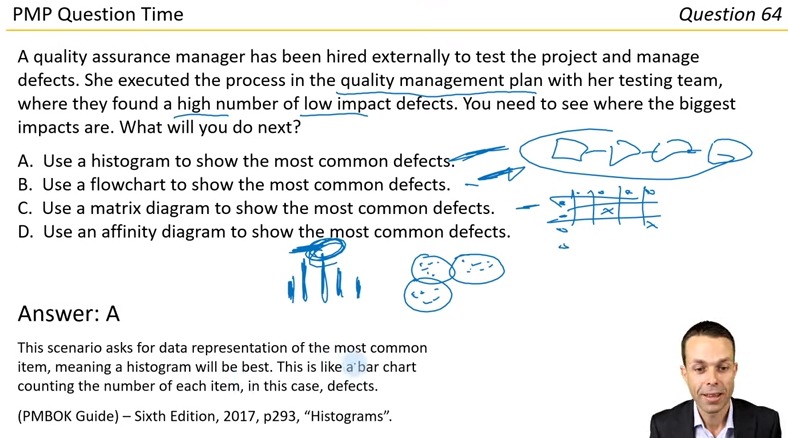 PMP Question Time
Question 64
A quality assurance manager has been hired externally to test the project and manage
defects. She executed the process in the quality management plan with her testing team,
where they found a high number of low impact defects. You need to see where the biggest
impacts are. What will you do next?
A. Use a histogram to show the most common defects.
B. Use a flowchart to show the most common defects.
C. Use a matrix diagram to show the most common defects.
D. Use an affinity diagram to show the most common defects.
Answer: A
This scenario asks for data representation of the most common
item, meaning a histogram will be best. This is like a bar chart
counting the number of each item, in this case, defects.
(PMBOK Guide) – Sixth Edition, 2017, p293, “Histograms”.